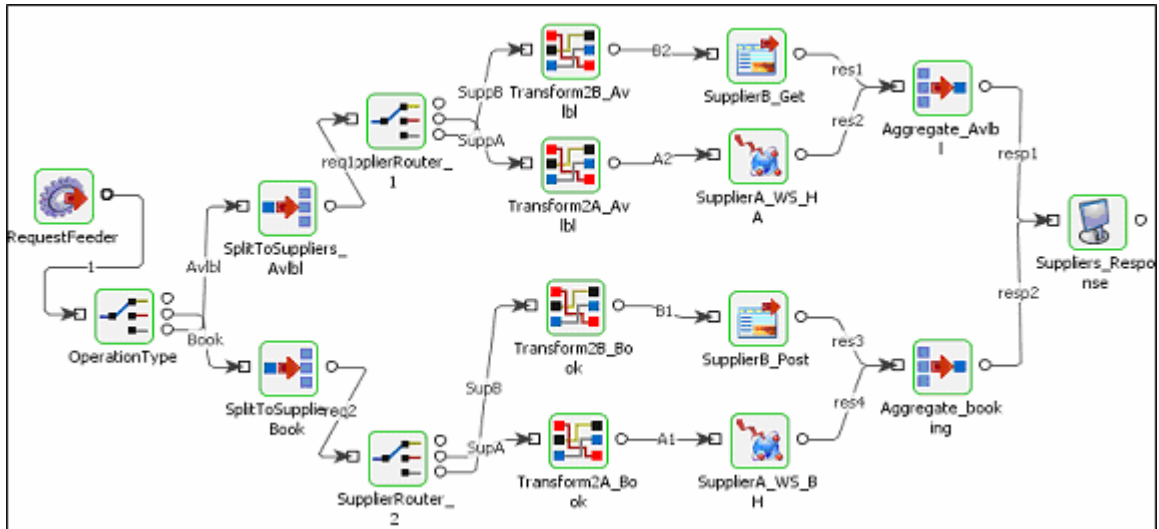 RequestFeeder
1
OperationType
Avlbl
Book
SplitToSuppliers_
Avlbl
SplitToSupplie
Book
req1
pplierRouter_
1
req2
SupplierRouter_
2
SuppB
SuppA
SupB
SupA
Transform2B_Av
lbl
Transform2A_Av
lbl
Transform2B_Bo
ok
Transform2A_Bo
ok
B2
A2
B1
A1
SupplierB_Get
SupplierA_WS_H
A
SupplierB_Post
SupplierA_WS_B
H
res1
res2
res3
res4
Aggregate_Avlb
l
Aggregate_book
ing
resp1
resp2
Suppliers_Respo
nse